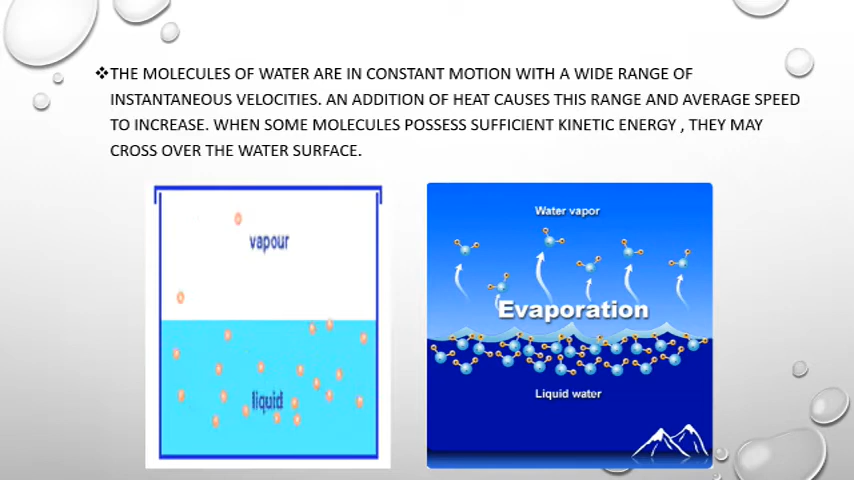 ❖THE MOLECULES OF WATER ARE IN CONSTANT MOTION WITH A WIDE RANGE OF
INSTANTANEOUS VELOCITIES. AN ADDITION OF HEAT CAUSES THIS RANGE AND AVERAGE SPEED
TO INCREASE. WHEN SOME MOLECULES POSSESS SUFFICIENT KINETIC ENERGY , THEY MAY
CROSS OVER THE WATER SURFACE.
vapour
liquid
Water vapor
Evaporation
Liquid water